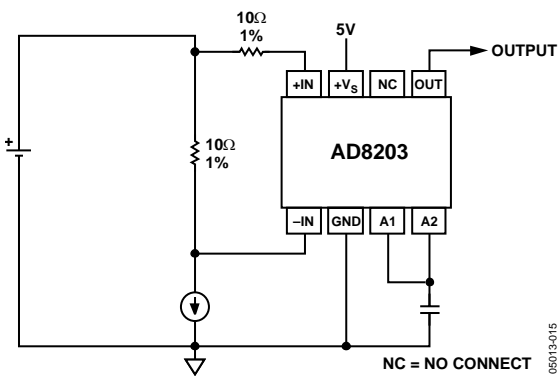 10Ω
1%
5V
OUTPUT
+IN
+VS
NC
OUT
+
10Ω
1%
AD8203
–IN
GND
A1
A2
NC = NO CONNECT
05013-015